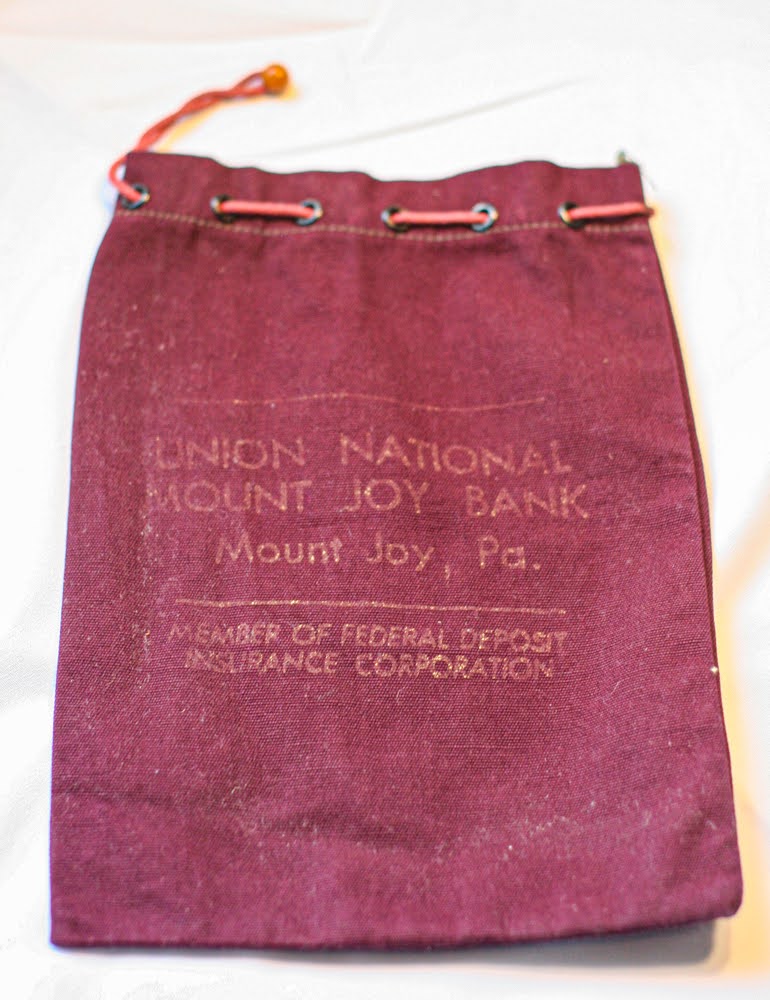 UNION NATIONAL
MOUNT JOY BANK
Mount Joy, Pa.
MEMBER OF FEDERAL DEPOSIT
INSURANCE CORPORATION